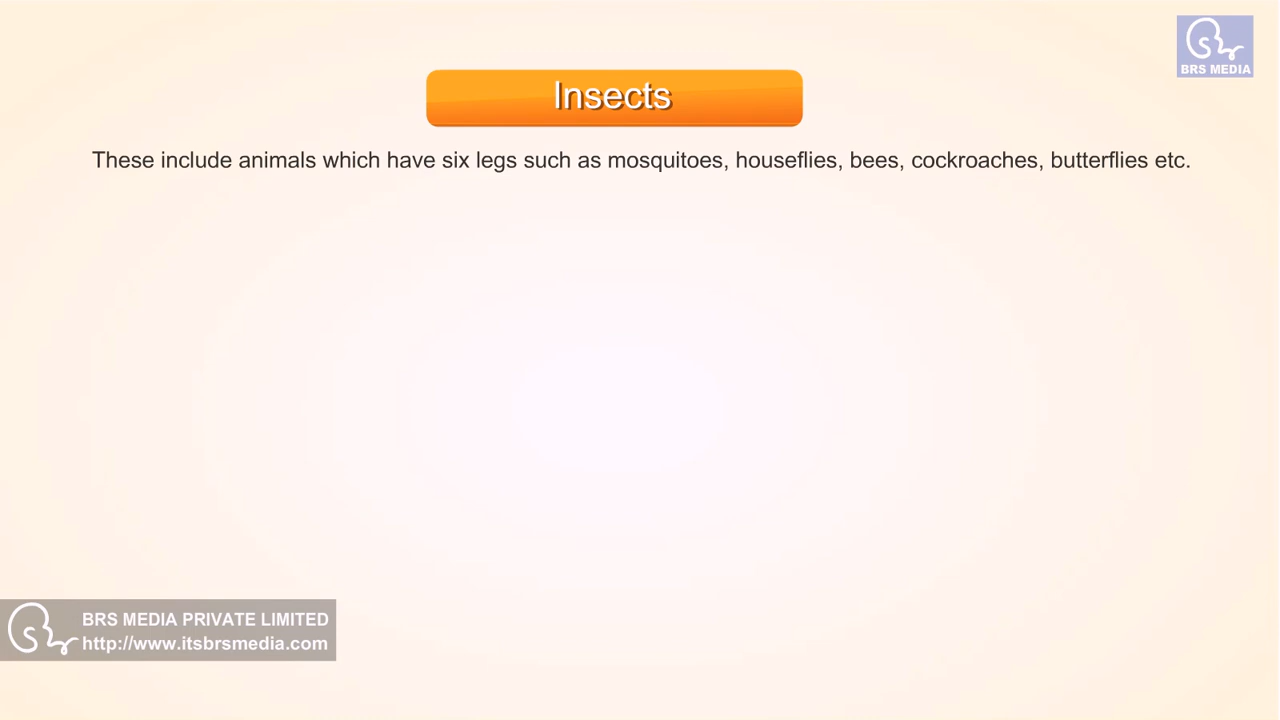 BRS MEDIA
Insects
These include animals which have six legs such as mosquitoes, houseflies, bees, cockroaches, butterflies etc.
BRS MEDIA PRIVATE LIMITED
http://www.itsbrsmedia.com